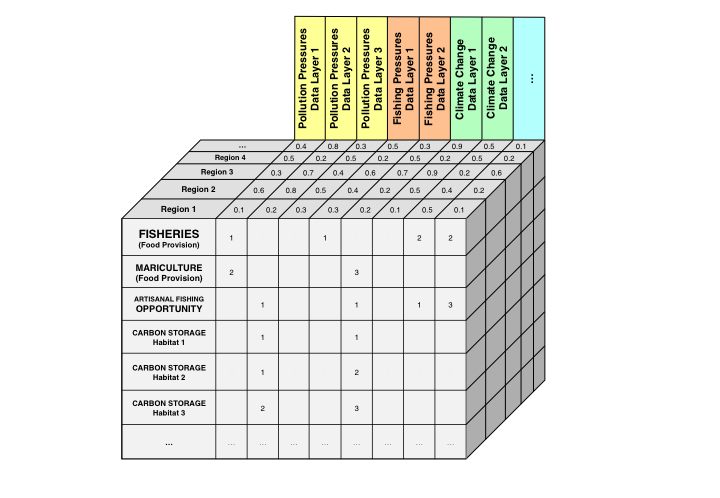 Pollution Pressures
Data Layer 1
Pollution Pressures
Data Layer 2
Pollution Pressures
Data Layer 3
Fishing Pressures
Data Layer 1
Fishing Pressures
Data Layer 2
Climate Change
Data Layer 1
Climate Change
Data Layer 2
...
... 0.4 0.8 0.3 0.5 0.3 0.9 0.5 0.1
Region 4 0.5 0.2 0.5 0.2 0.5 0.2 0.5 0.2
Region 3 0.3 0.7 0.4 0.6 0.7 0.9 0.2 0.6
Region 2 0.6 0.8 0.5 0.4 0.2 0.5 0.4 0.2
Region 1 0.1 0.2 0.3 0.3 0.2 0.1 0.5 0.1
FISHERIES
(Food Provision)
1 1 2 2
MARICULTURE
(Food Provision)
2 3
ARTISANAL FISHING
OPPORTUNITY
1 1 1 3
CARBON STORAGE
Habitat 1
1 1
CARBON STORAGE
Habitat 2
1 2
CARBON STORAGE
Habitat 3
2 3
... ... ... ... ... ... ... ... ...